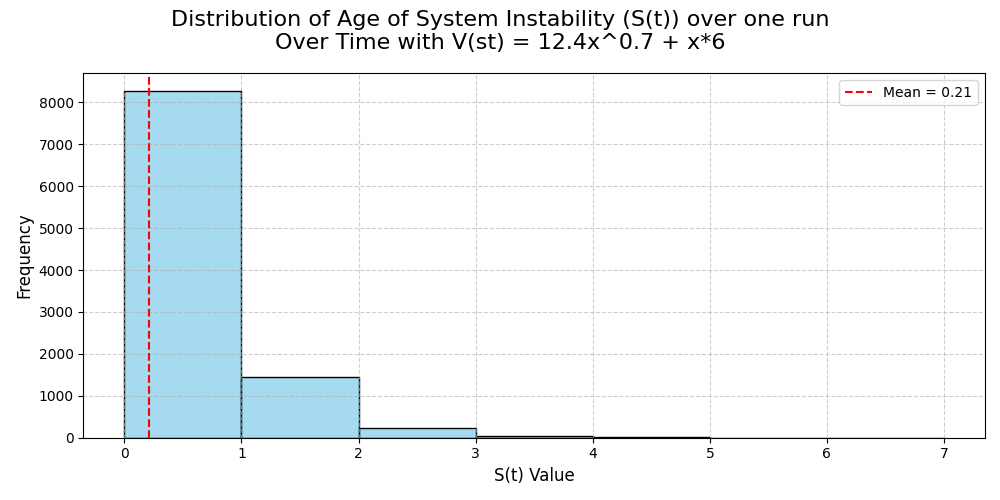 Distribution of Age of System Instability (S(t)) over one run
Over Time with V(st) = 12.4x^0.7 + x*6
Mean = 0.21
Frequency
8000
7000
6000
5000
4000
3000
2000
1000
0
0 1 2 3 4 5 6 7
S(t) Value